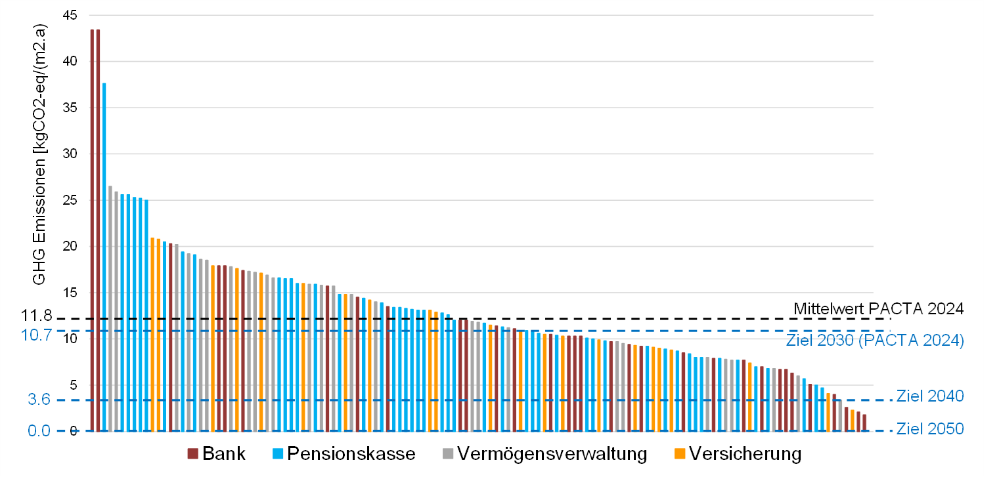 GHG Emissionen [kgCO2-eq/(m2.a)
45
40
35
30
25
20
15
11.8
Mittelwert PACTA 2024
10.7
10
Ziel 2030 (PACTA 2024)
5
3.6
Ziel 2040
0.0
0
Ziel 2050
Bank Pensionskasse Vermögensverwaltung Versicherung